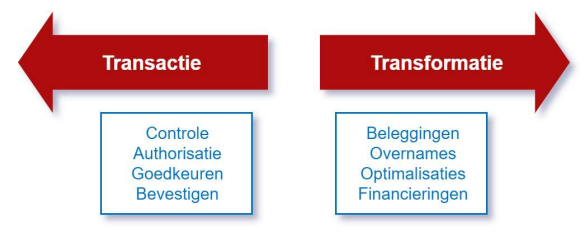 Transactie
Transformatie
Controle
Authorisatie
Goedkeuren
Bevestigen
Beleggingen
Overnames
Optimalisaties
Financieringen